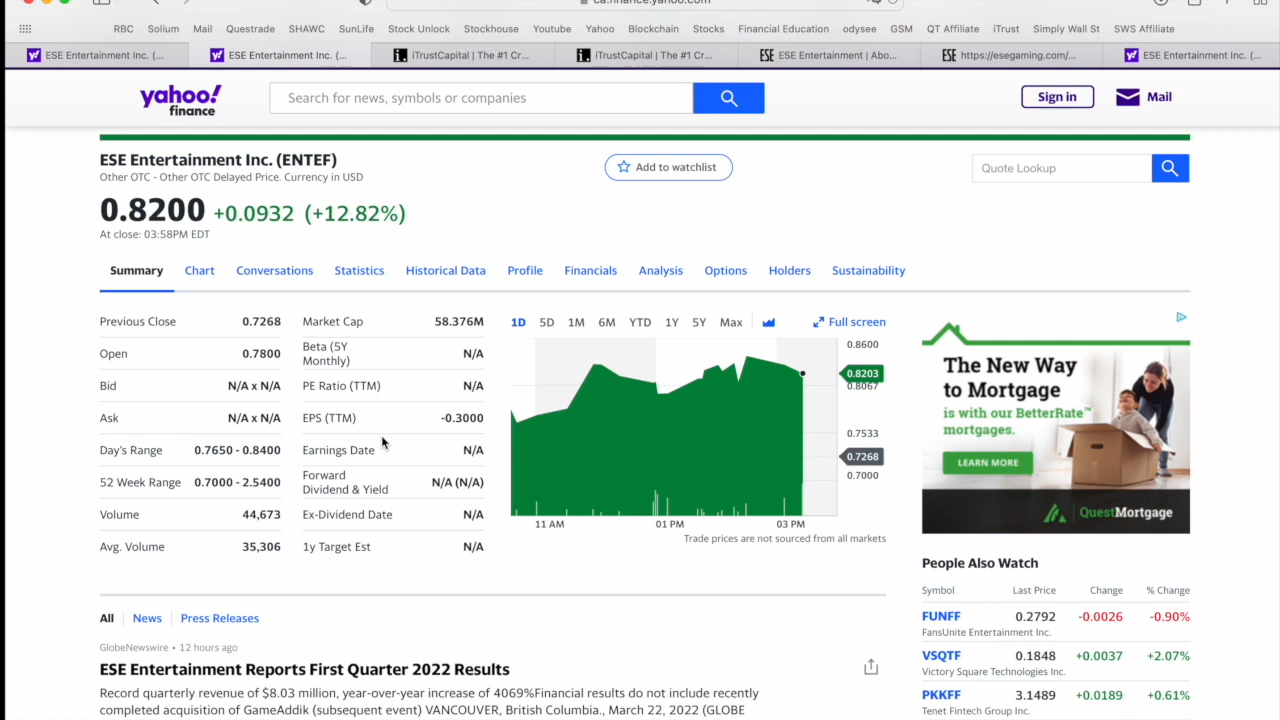 ca.finance.yahoo.com
RBC Solium Mail Questrade SHAWC SunLife Stock Unlock Stockhouse Youtube Yahoo Blockchain Stocks Financial Education odysee GSM QT Affiliate iTrust Simply Wall St SWS Affiliate
ESE Entertainment Inc. (... ESE Entertainment Inc. (... iTrustCapital | The #1 Cr... iTrustCapital | The #1 Cr... ESE ESE Entertainment | Abo... ESE https://esegaming.com/... ESE Entertainment Inc. (...
yahoo!
finance
Search for news, symbols or companies
Sign in
Mail
ESE Entertainment Inc. (ENTEF)
Other OTC - Other OTC Delayed Price. Currency in USD
Add to watchlist
Quote Lookup
0.8200 +0.0932 (+12.82%)
At close: 03:58PM EDT
Summary Chart Conversations Statistics Historical Data Profile Financials Analysis Options Holders Sustainability
Previous Close 0.7268
Open 0.7800
Bid N/A x N/A
Ask N/A x N/A
Day's Range 0.7650 - 0.8400
52 Week Range 0.7000 - 2.5400
Volume 44,673
Avg. Volume 35,306
Market Cap 58.376M
Beta (5Y
Monthly) N/A
PE Ratio (TTM) N/A
EPS (TTM) -0.3000
Earnings Date N/A
Forward
Dividend & Yield N/A (N/A)
Ex-Dividend Date N/A
1y Target Est N/A
1D 5D 1M 6M YTD 1Y 5Y Max Full screen
0.8600
0.8203
0.8067
0.7533
0.7268
0.7000
11 AM 01 PM 03 PM
Trade prices are not sourced from all markets
The New Way
to Mortgage
is with our BetterRate™
mortgages.
LEARN MORE
QuestMortgage
People Also Watch
Symbol Last Price Change % Change
FUNFF 0.2792 -0.0026 -0.90%
FansUnite Entertainment Inc.
VSQTF 0.1848 +0.0037 +2.07%
Victory Square Technologies Inc.
PKKFF 3.1489 +0.0189 +0.61%
Tenet Fintech Group Inc.
All News Press Releases
GlobeNewswire • 12 hours ago
ESE Entertainment Reports First Quarter 2022 Results
Record quarterly revenue of $8.03 million, year-over-year increase of 4069%Financial results do not include recently
completed acquisition of GameAddik (subsequent event) VANCOUVER, British Columbia., March 22, 2022 (GLOBE